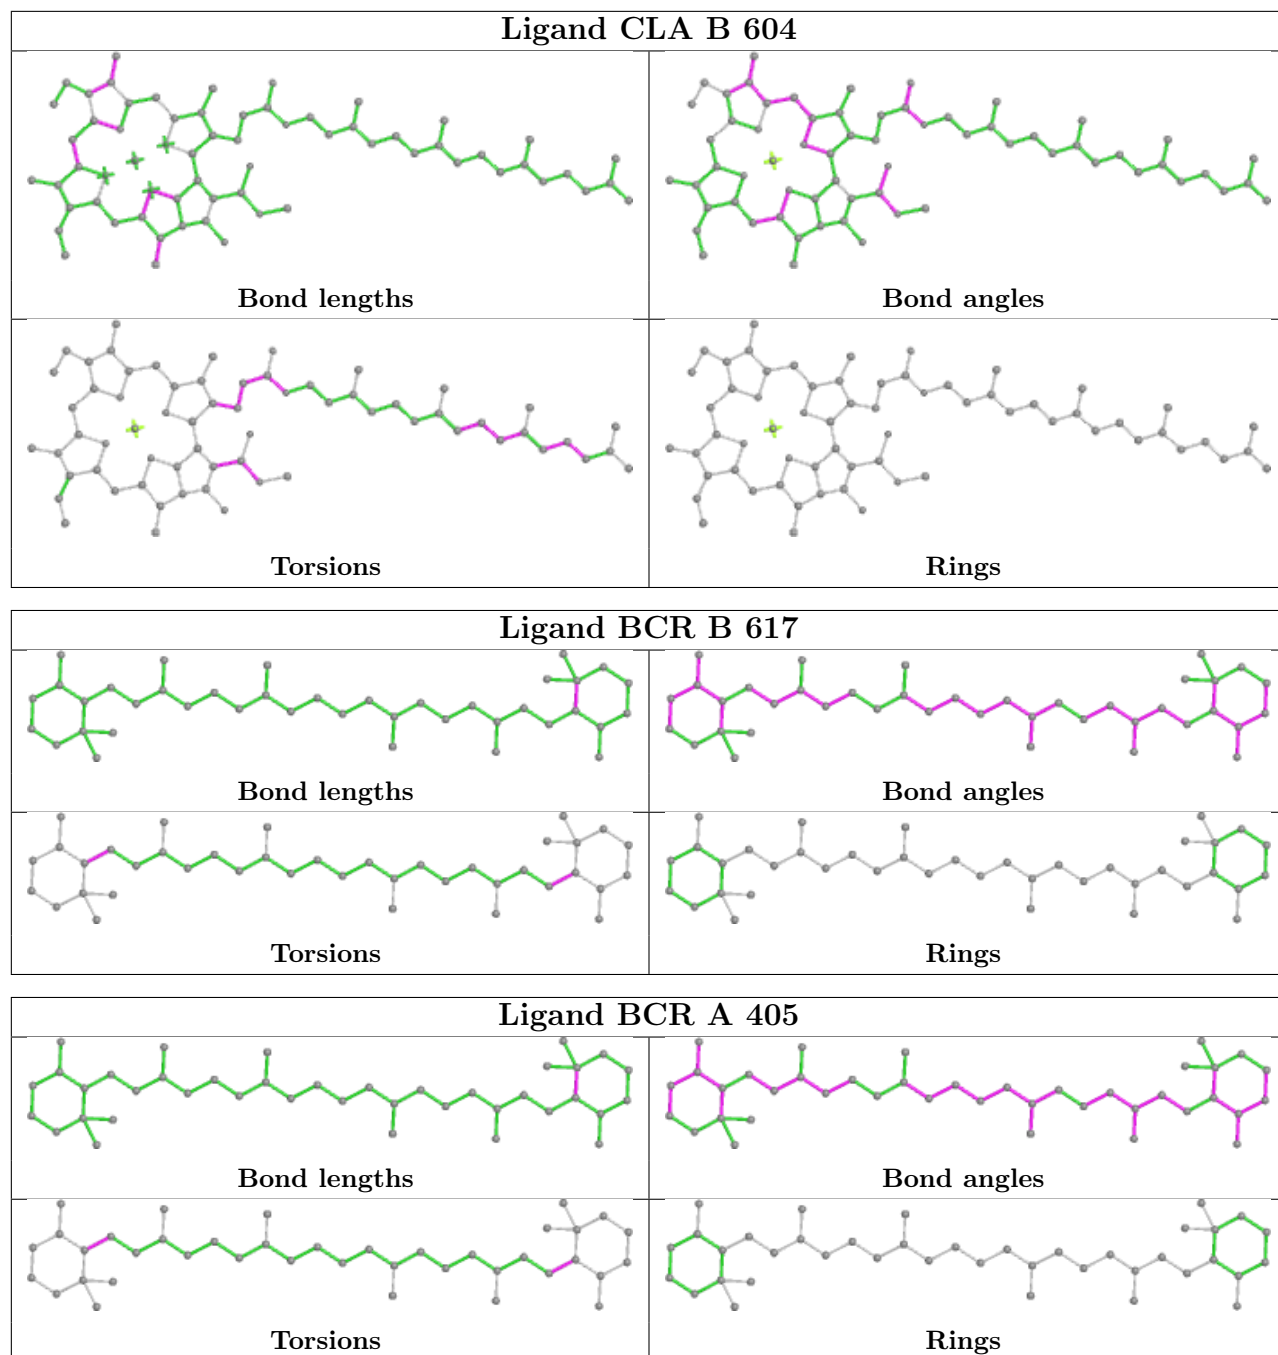 Ligand CLA B 604
Bond lengths
Bond angles
Torsions
Rings
Ligand BCR B 617
Bond lengths
Bond angles
Torsions
Rings
Ligand BCR A 405
Bond lengths
Bond angles
Torsions
Rings